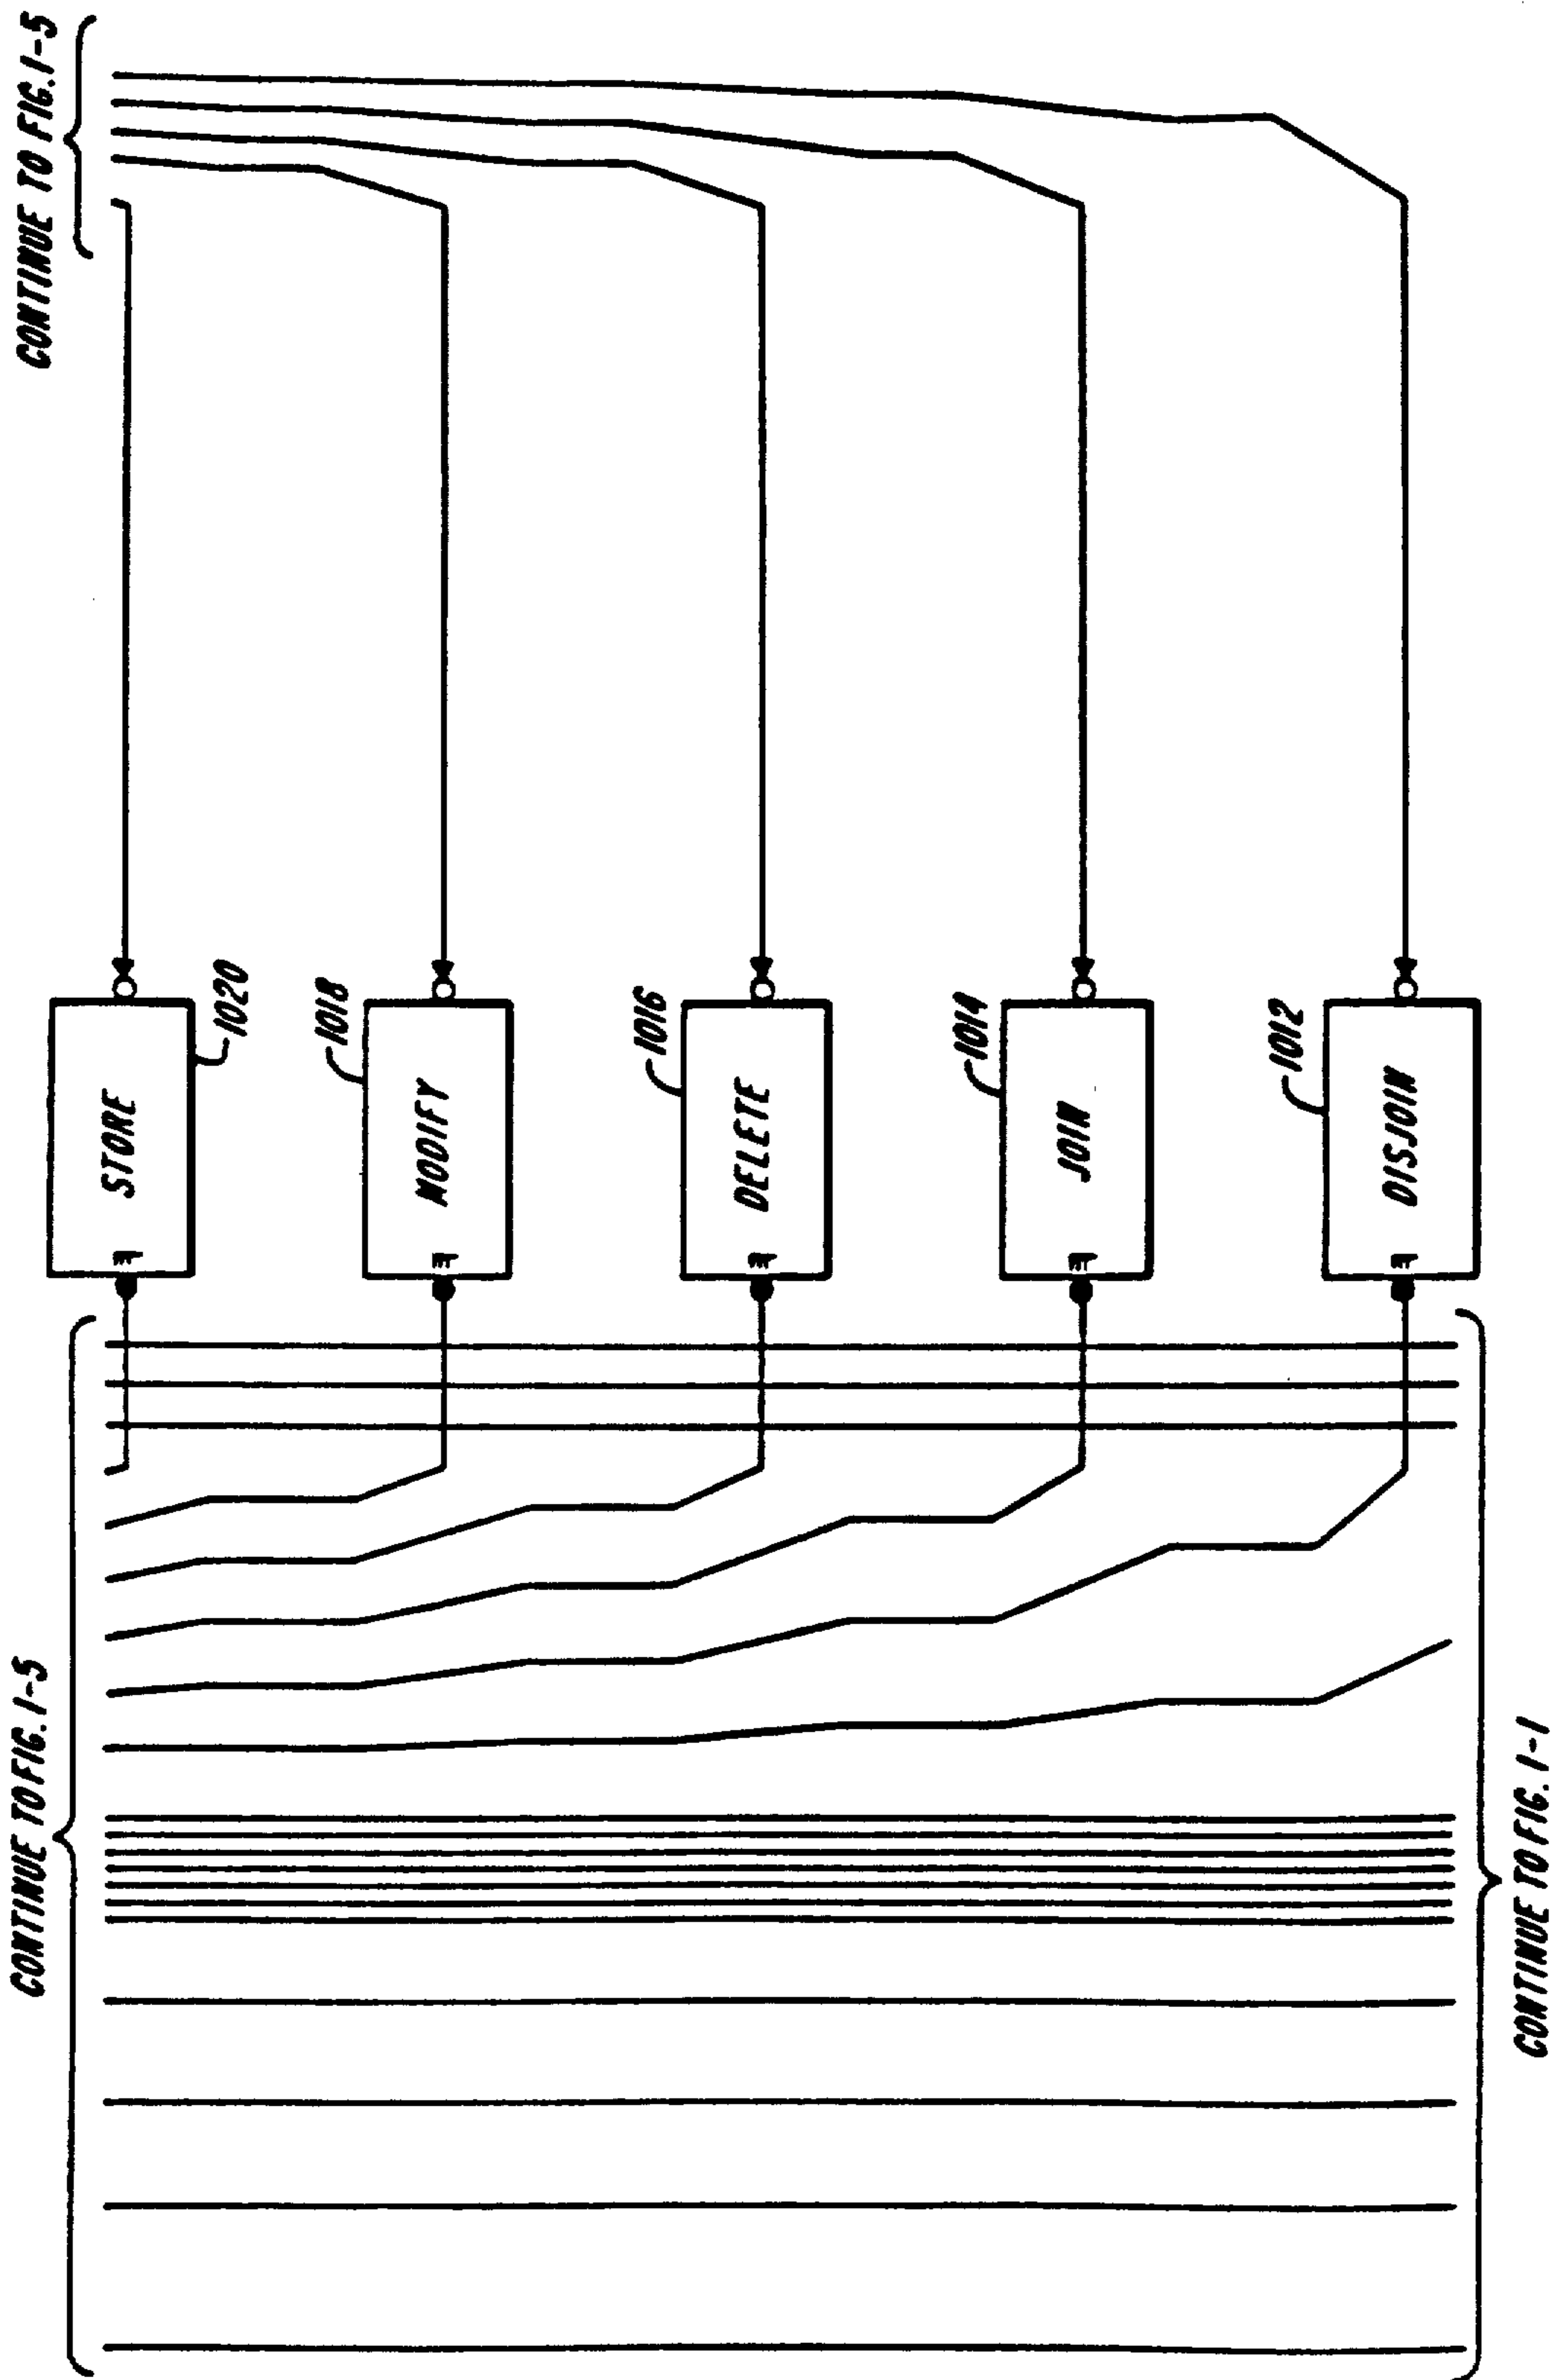 CONTINUE TO FIG. 1-5
CONTINUE TO FIG. 1-5
STORE
1020
E
MODIFY
1018
E
DELETE
1016
E
JOIN
1014
E
DISJOIN
1012
E
CONTINUE TO FIG. 1-1